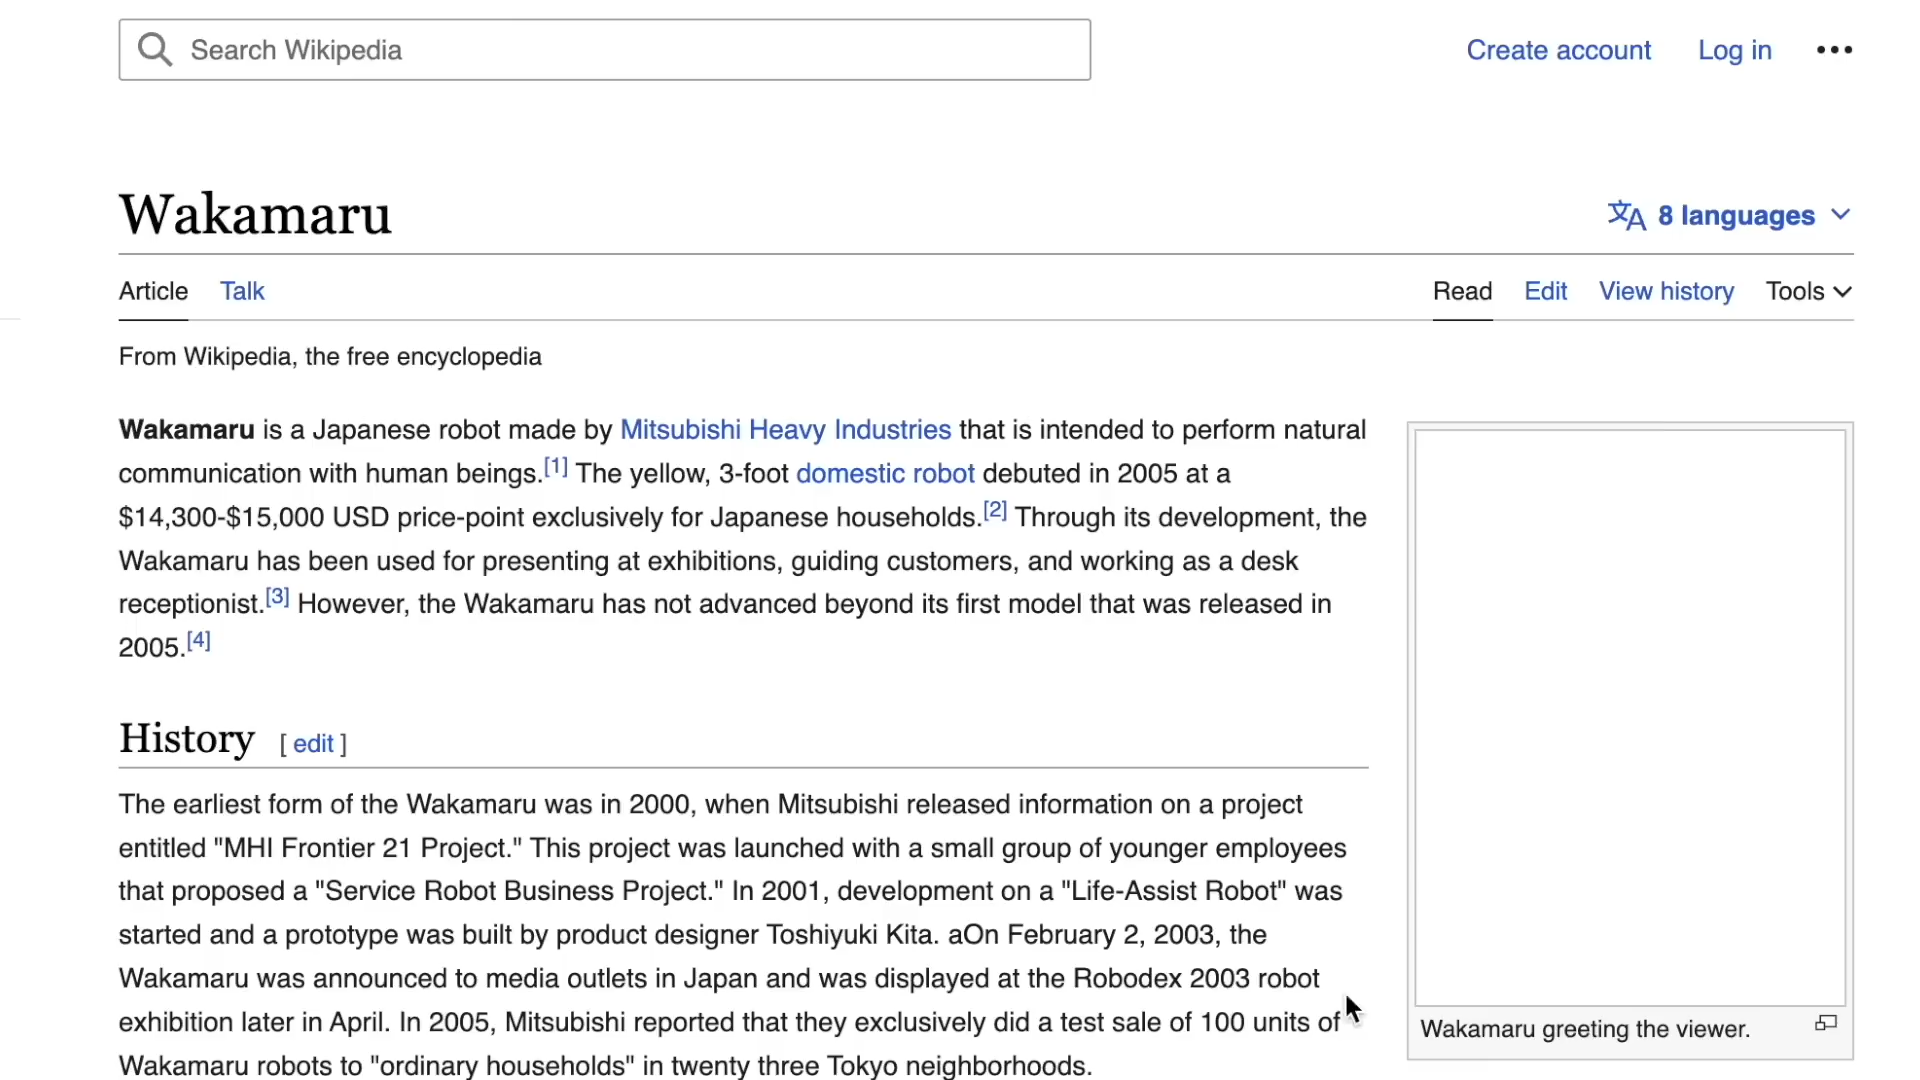 Search Wikipedia
Create account
Log in
Wakamaru
文A 8 languages
Article
Talk
Read
Edit
View history
Tools
From Wikipedia, the free encyclopedia
Wakamaru is a Japanese robot made by Mitsubishi Heavy Industries that is intended to perform natural
communication with human beings.[1] The yellow, 3-foot domestic robot debuted in 2005 at a
$14,300-$15,000 USD price-point exclusively for Japanese households.[2] Through its development, the
Wakamaru has been used for presenting at exhibitions, guiding customers, and working as a desk
receptionist.[3] However, the Wakamaru has not advanced beyond its first model that was released in
2005.[4]
History [ edit ]
The earliest form of the Wakamaru was in 2000, when Mitsubishi released information on a project
entitled "MHI Frontier 21 Project." This project was launched with a small group of younger employees
that proposed a "Service Robot Business Project." In 2001, development on a "Life-Assist Robot" was
started and a prototype was built by product designer Toshiyuki Kita. aOn February 2, 2003, the
Wakamaru was announced to media outlets in Japan and was displayed at the Robodex 2003 robot
exhibition later in April. In 2005, Mitsubishi reported that they exclusively did a test sale of 100 units of
Wakamaru robots to "ordinary households" in twenty three Tokyo neighborhoods.
Wakamaru greeting the viewer.